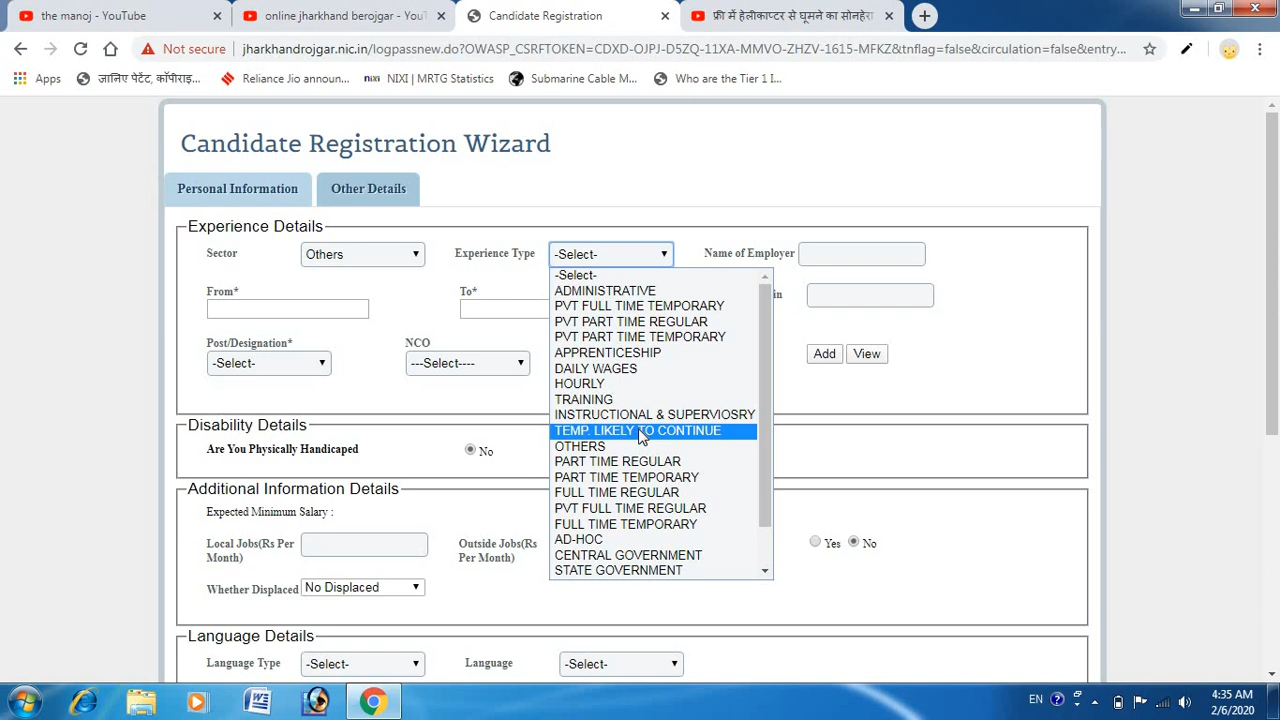 the manoj - YouTube
online jharkhand berojgar - YouT
Candidate Registration
फ्री में हेलीकाप्टर से घूमने का सोनहेरा
Not secure
jharkhandrojgar.nic.in/logpassnew.do?OWASP_CSRFTOKEN=CDXD-OJPJ-D5ZQ-11XA-MMVO-ZHZV-1615-MFKZ&tnflag=false&circulation=false&entry...
Apps
जानिए पेटेंट, कॉपीराइ...
Reliance Jio announ...
nixi NIXI | MRTG Statistics
Submarine Cable M...
Who are the Tier 1 I...
Candidate Registration Wizard
Personal Information
Other Details
Experience Details
Sector
Others
Experience Type
-Select-
Name of Employer
From*
To*
in
Post/Designation*
-Select-
NCO
---Select----
Add
View
-Select-
ADMINISTRATIVE
PVT FULL TIME TEMPORARY
PVT PART TIME REGULAR
PVT PART TIME TEMPORARY
APPRENTICESHIP
DAILY WAGES
HOURLY
TRAINING
INSTRUCTIONAL & SUPERVIOSRY
TEMP. LIKELY TO CONTINUE
OTHERS
PART TIME REGULAR
PART TIME TEMPORARY
FULL TIME REGULAR
PVT FULL TIME REGULAR
FULL TIME TEMPORARY
AD-HOC
CENTRAL GOVERNMENT
STATE GOVERNMENT
Disability Details
Are You Physically Handicaped
No
Additional Information Details
Expected Minimum Salary :
Local Jobs(Rs Per Month)
Outside Jobs(Rs Per Month)
Yes
No
Whether Displaced
No Displaced
Language Details
Language Type
-Select-
Language
-Select-
EN
4:35 AM
2/6/2020